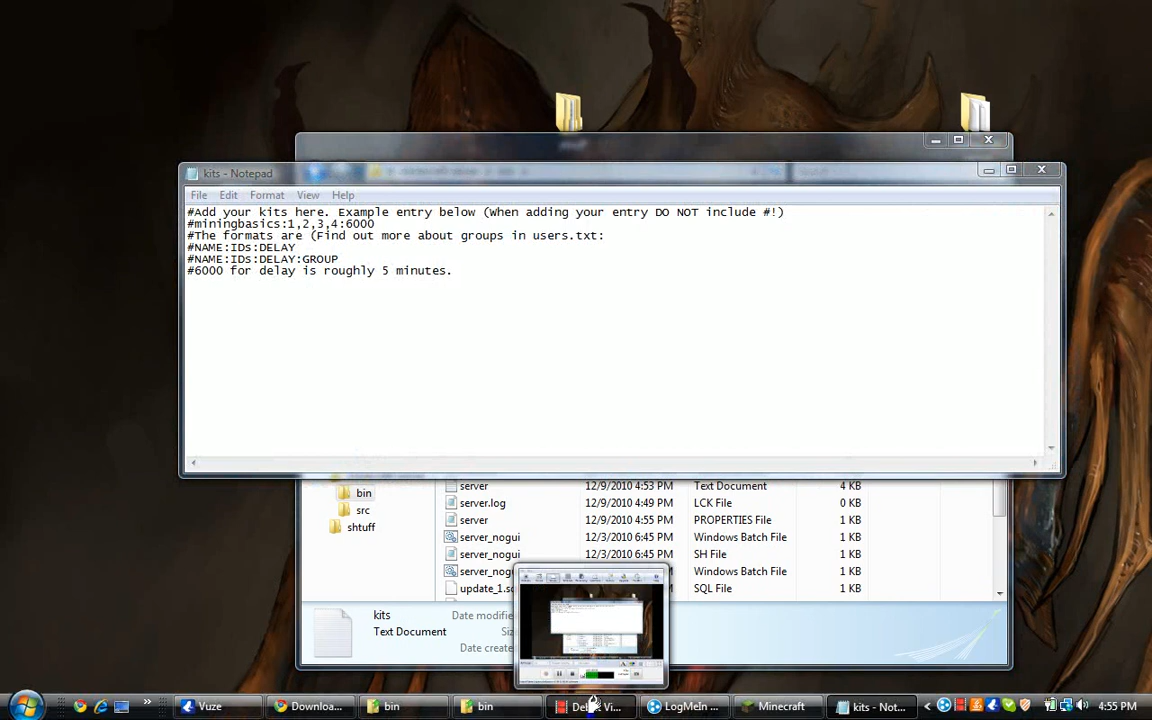 kits - Notepad
File Edit Format View Help
#Add your kits here. Example entry below (When adding your entry DO NOT include #!)
#miningbasics:1,2,3,4:6000
#The formats are (Find out more about groups in users.txt:
#NAME:IDs:DELAY
#NAME:IDs:DELAY:GROUP
#6000 for delay is roughly 5 minutes.
bin
src
shtuff
server 12/9/2010 4:53 PM Text Document 4 KB
server.log 12/9/2010 4:49 PM LCK File 0 KB
server 12/9/2010 4:55 PM PROPERTIES File 1 KB
server_nogui 12/3/2010 6:45 PM Windows Batch File 1 KB
server_nogui 12/3/2010 6:45 PM SH File 1 KB
Windows Batch File 1 KB
SQL File 1 KB
kits
Text Document
Date
Date
Vuze
Downloa...
bin
bin
LogMeIn ...
Minecraft
kits - Not...
4:55 PM